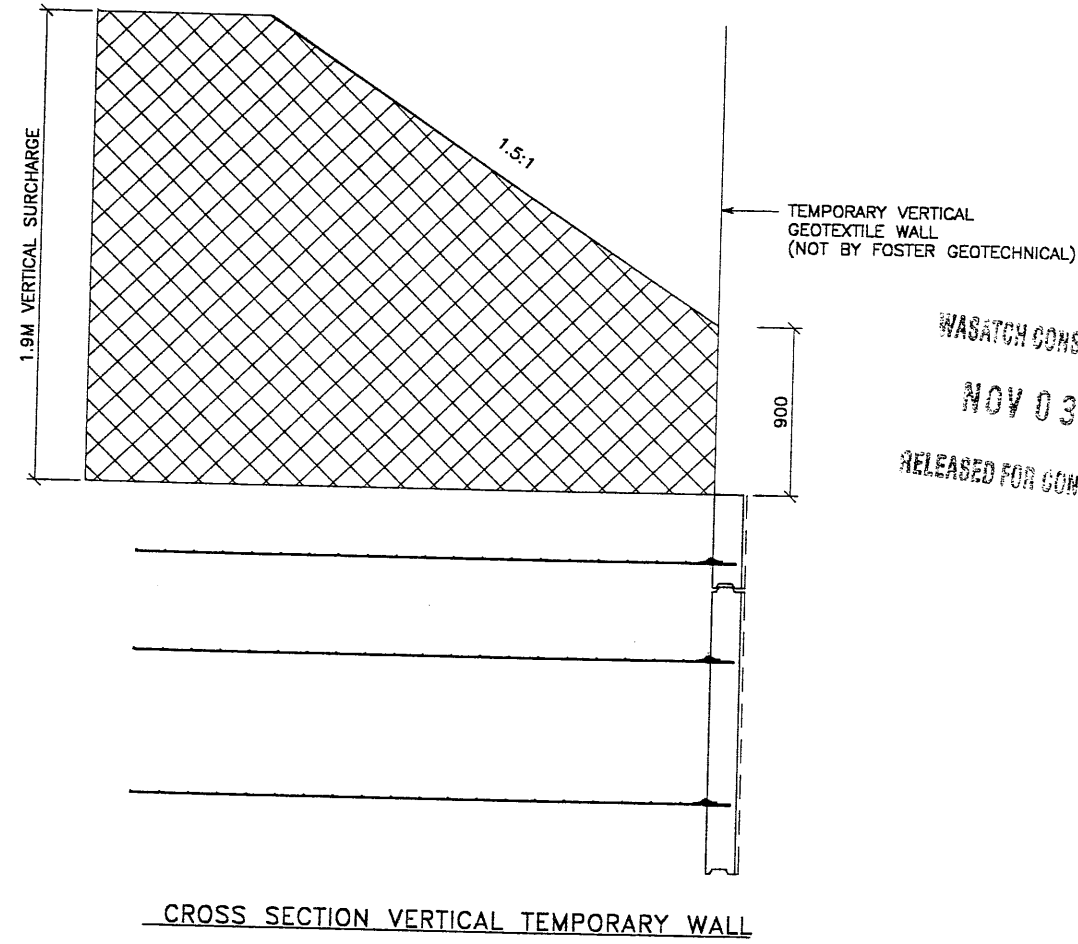 1.9M VERTICAL SURCHARGE
1.5:1
TEMPORARY VERTICAL
GEOTEXTILE WALL
(NOT BY FOSTER GEOTECHNICAL)
WASATCH CONS
NOV 03
900
RELEASED FOR CON
CROSS SECTION VERTICAL TEMPORARY WALL